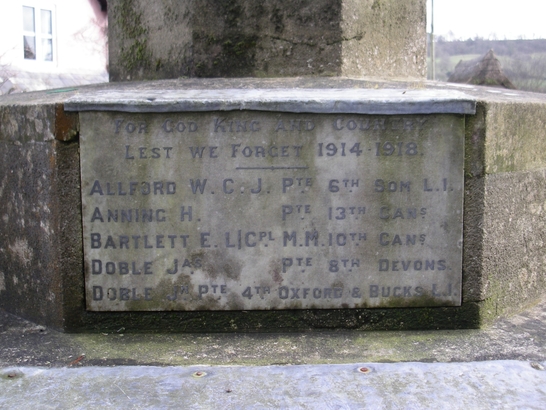 For God King And Country
Lest we Forget 1914-1918.
Allford W.C.J. Pte 6th Som L.I.
Anning H. Pte 13th Cans
Bartlett E. L/Cpl M.M. 10th Cans
Doble Jas Pte 8th Devons
Doble Pte 4th Oxford & Bucks L.I.